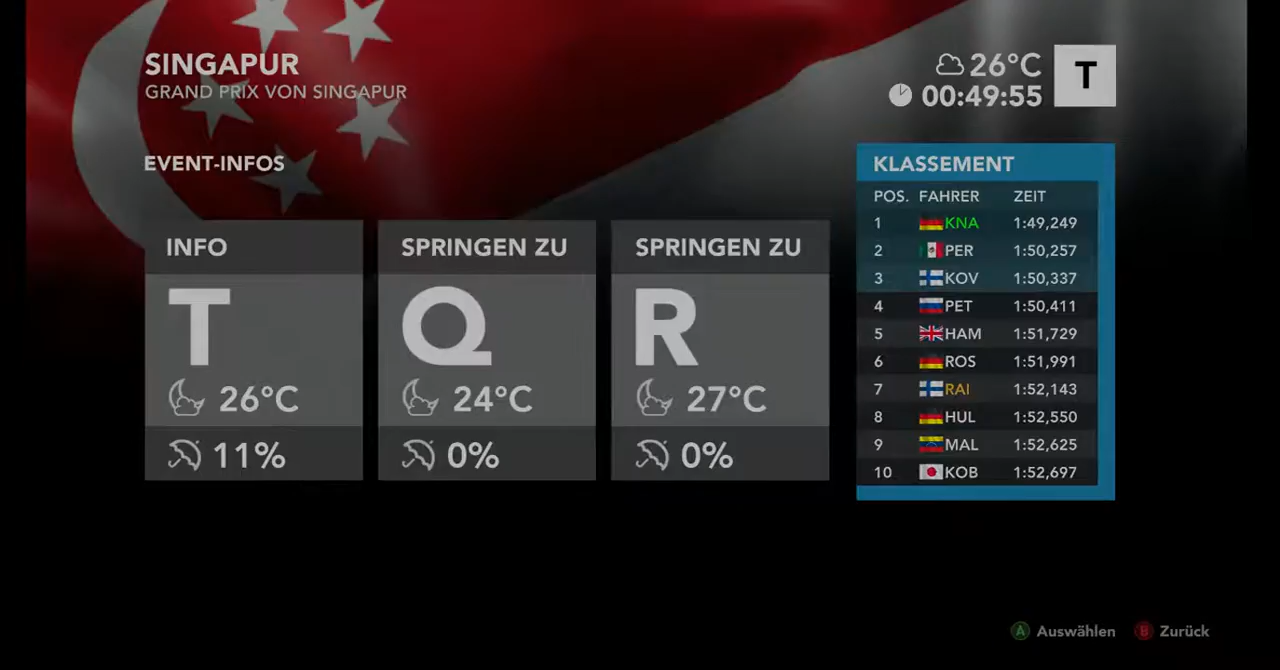 SINGAPUR
GRAND PRIX VON SINGAPUR
26°C
00:49:55
T
EVENT-INFOS
INFO
T
26°C
11%
SPRINGEN ZU
Q
24°C
0%
SPRINGEN ZU
R
27°C
0%
KLASSEMENT
POS. FAHRER ZEIT
1 KNA 1:49,249
2 PER 1:50,257
3 KOV 1:50,337
4 PET 1:50,411
5 HAM 1:51,729
6 ROS 1:51,991
7 RAI 1:52,143
8 HUL 1:52,550
9 MAL 1:52,625
10 KOB 1:52,697
A Auswählen B Zurück